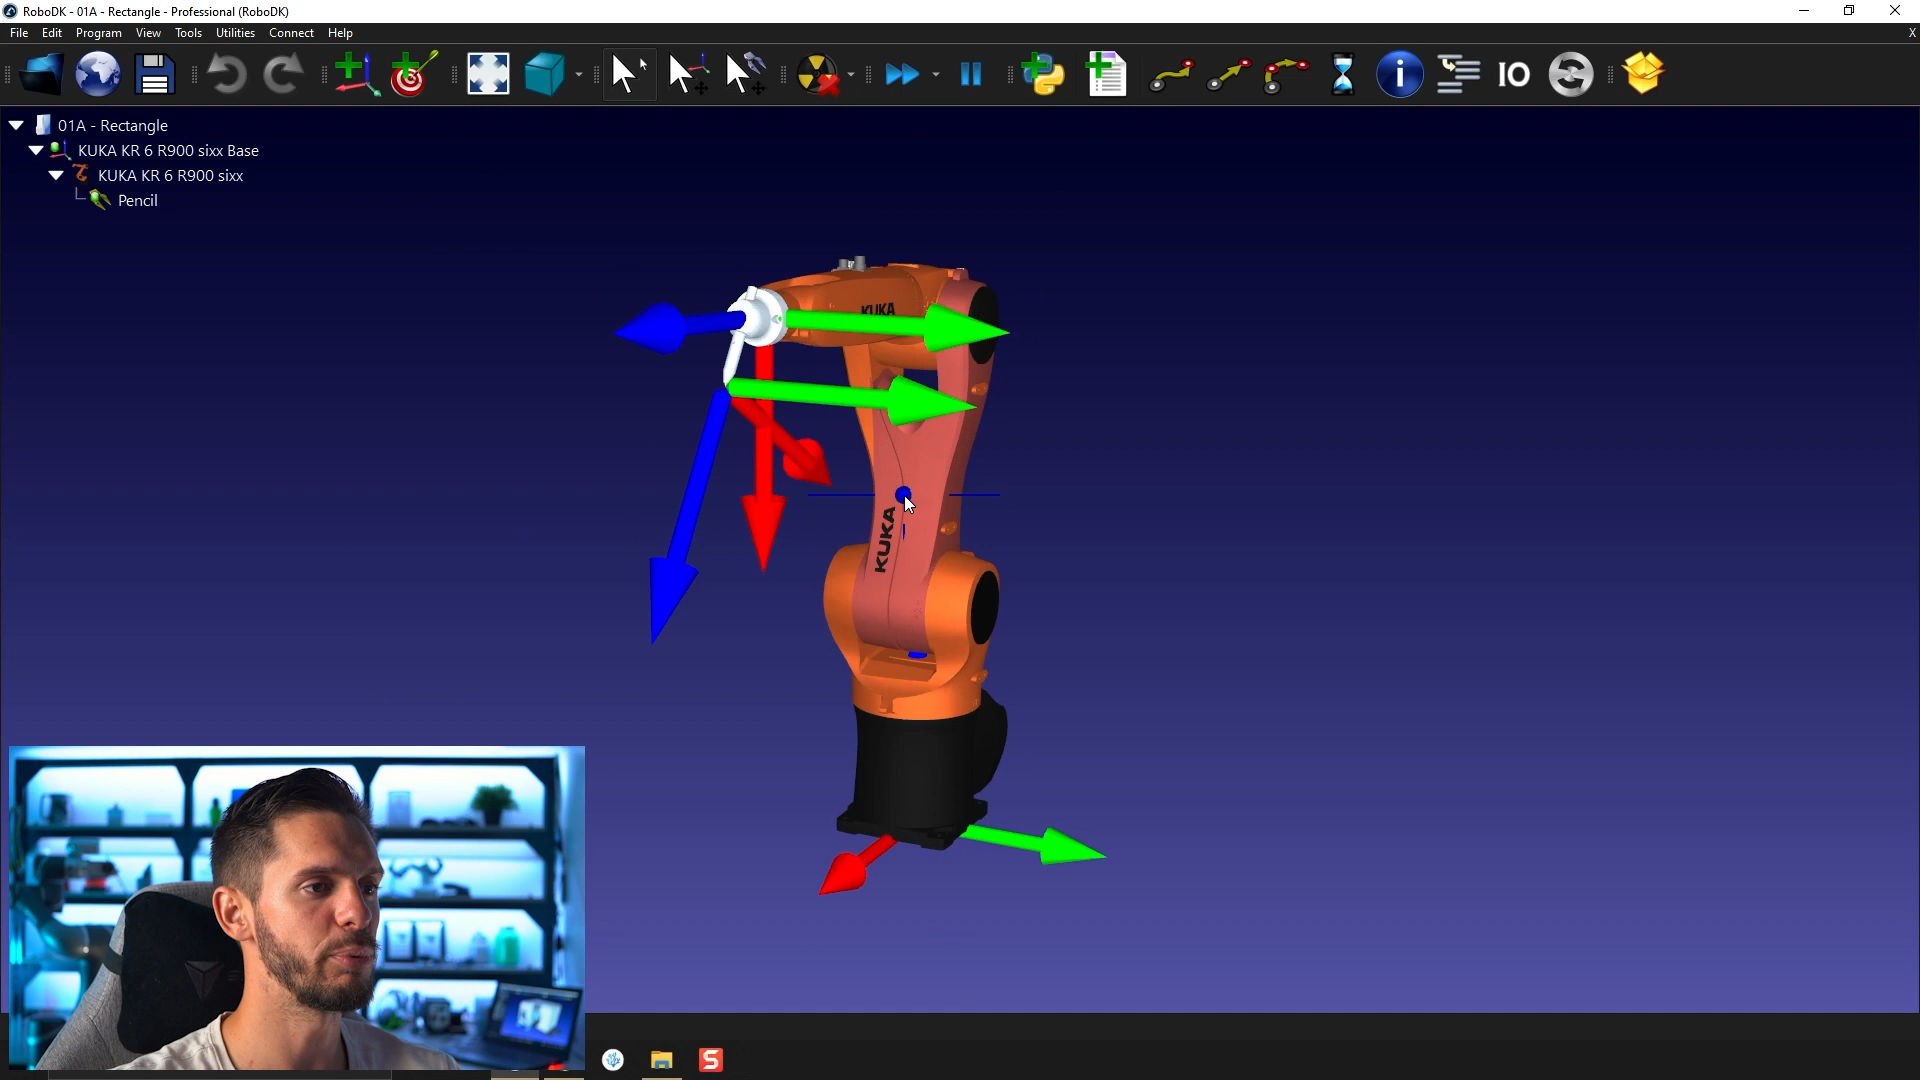 RoboDK - 01A - Rectangle - Professional (RoboDK)
File Edit Program View Tools Utilities Connect Help
X
IO
01A - Rectangle
KUKA KR 6 R900 sixx Base
KUKA KR 6 R900 sixx
Pencil
KUKA
KUKA
S